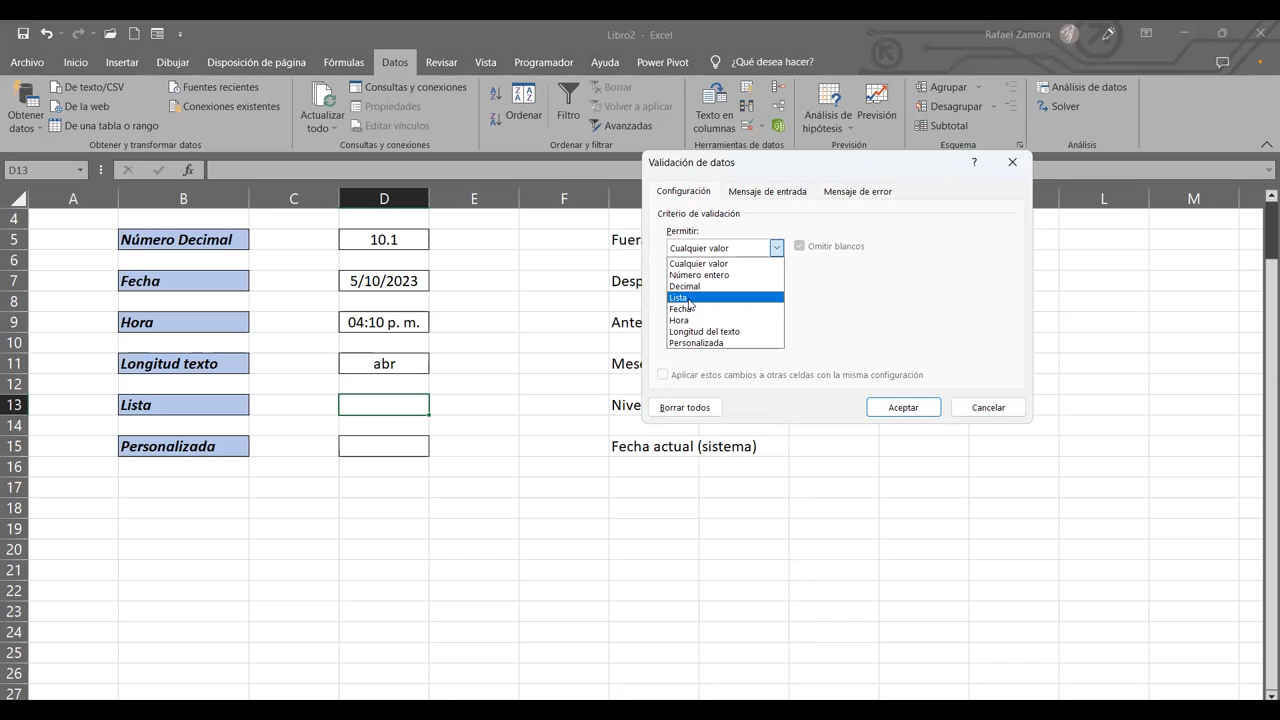 Libro2 - Excel
Rafael Zamora
Archivo Inicio Insertar Dibujar Disposición de página Fórmulas Datos Revisar Vista Programador Ayuda Power Pivot ¿Qué desea hacer?
Obtener datos
De texto/CSV
De la web
De una tabla o rango
Fuentes recientes
Conexiones existentes
Obtener y transformar datos
Actualizar todo
Consultas y conexiones
Propiedades
Editar vínculos
Consultas y conexiones
Ordenar
Filtro
Borrar
Volver a aplicar
Avanzadas
Ordenar y filtrar
Texto en columnas
Herramientas de datos
Análisis de hipótesis
Previsión
Previsión
Agrupar
Desagrupar
Subtotal
Esquema
Análisis de datos
Solver
Análisis
D13
fx
A B C D E F L M
4
5 Número Decimal 10.1 Fuer
6
7 Fecha 5/10/2023 Desp
8
9 Hora 04:10 p. m. Ante
10
11 Longitud texto abr Mese
12
13 Lista Nive
14
15 Personalizada Fecha actual (sistema)
16
17
18
19
20
21
22
23
24
25
26
27
Validación de datos
?
Configuración Mensaje de entrada Mensaje de error
Criterio de validación
Permitir:
Cualquier valor
Omitir blancos
Cualquier valor
Número entero
Decimal
Lista
Fecha
Hora
Longitud del texto
Personalizada
Aplicar estos cambios a otras celdas con la misma configuración
Borrar todos Aceptar Cancelar